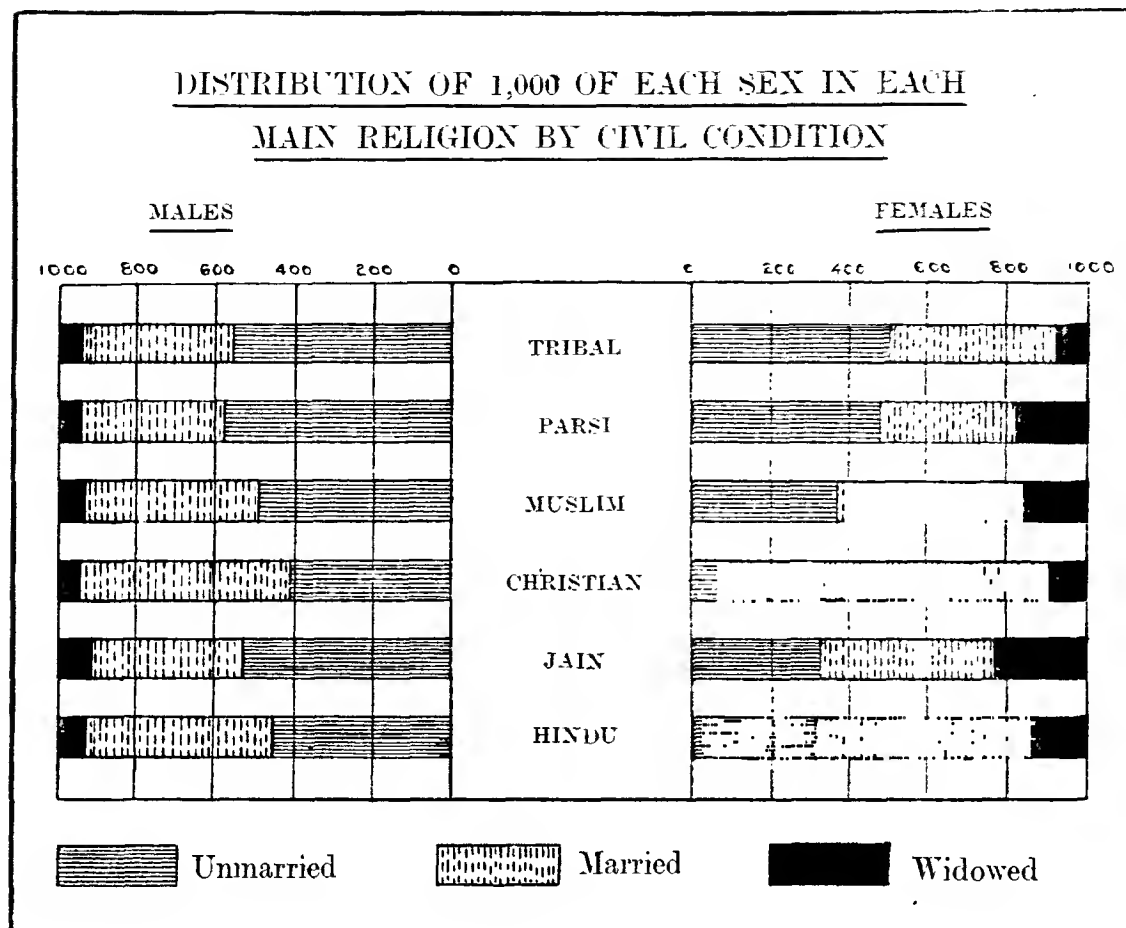 DISTRIBUTION OF 1,000 OF EACH SEX IN EACH
MAIN RELIGION BY CIVIL CONDITION
MALES FEMALES
1000 800 600 400 200 0 0 200 400 600 800 1000
TRIBAL
PARSI
MUSLIM
CHRISTIAN
JAIN
HINDU
Unmarried Married Widowed